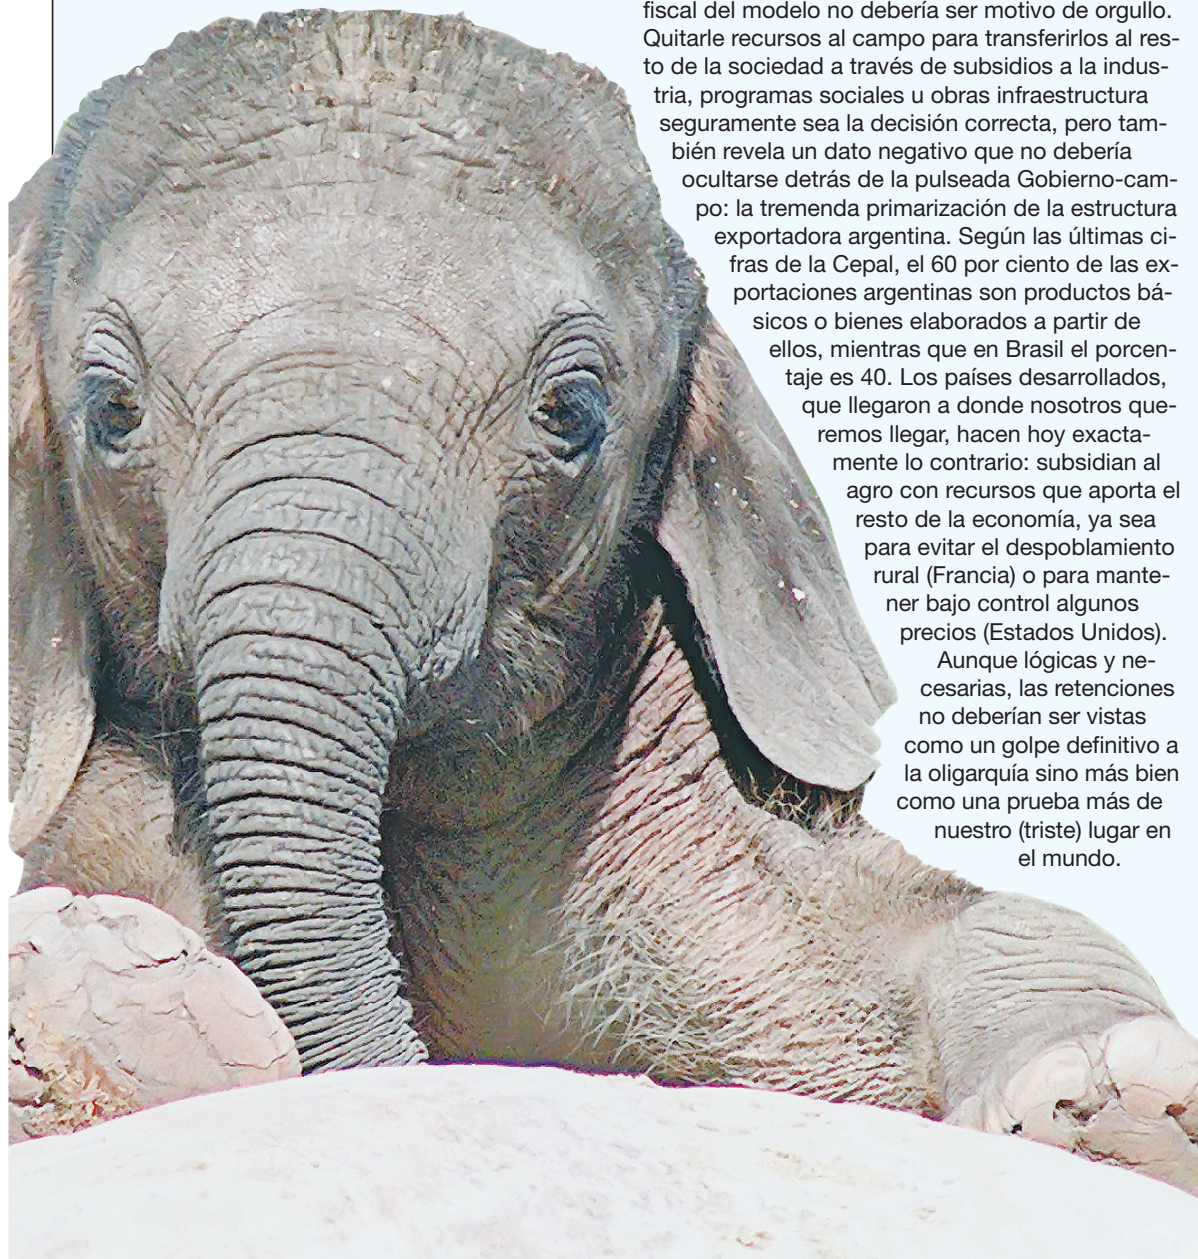 fiscal del modelo no debería ser motivo de orgullo.
Quitarle recursos al campo para transferirlos al res-
to de la sociedad a través de subsidios a la indus-
tria, programas sociales u obras infraestructura
seguramente sea la decisión correcta, pero tam-
bién revela un dato negativo que no debería
ocultarse detrás de la pulseada Gobierno-cam-
po: la tremenda primarización de la estructura
exportadora argentina. Según las últimas ci-
fras de la Cepal, el 60 por ciento de las ex-
portaciones argentinas son productos bá-
sicos o bienes elaborados a partir de
ellos, mientras que en Brasil el porcen-
taje es 40. Los países desarrollados,
que llegaron a donde nosotros que-
remos llegar, hacen hoy exacta-
mente lo contrario: subsidian al
agro con recursos que aporta el
resto de la economía, ya sea
para evitar el despoblamiento
rural (Francia) o para mante-
ner bajo control algunos
precios (Estados Unidos).
Aunque lógicas y ne-
cesarias, las retenciones
no deberían ser vistas
como un golpe definitivo a
la oligarquía sino más bien
como una prueba más de
nuestro (triste) lugar en
el mundo.